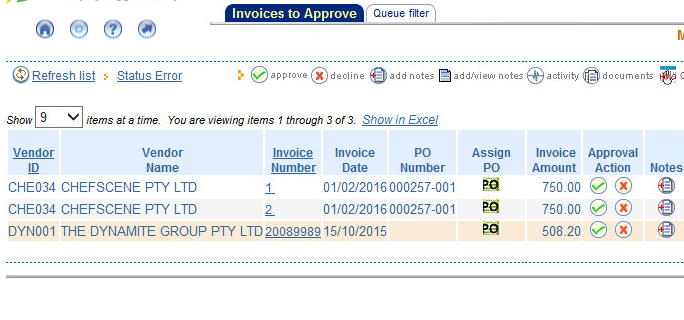 Invoices to Approve Queue filter
Refresh list Status Error approve decline add notes add/view notes activity documents
Show 9 items at a time. You are viewing items 1 through 3 of 3. Show in Excel
Vendor ID Vendor Name Invoice Number Invoice Date PO Number Assign PO Invoice Amount Approval Action Notes
CHE034 CHEFSCENE PTY LTD 1 01/02/2016 000257-001 PO 750.00
CHE034 CHEFSCENE PTY LTD 2 01/02/2016 000257-001 PO 750.00
DYN001 THE DYNAMITE GROUP PTY LTD 20089989 15/10/2015 PO 508.20